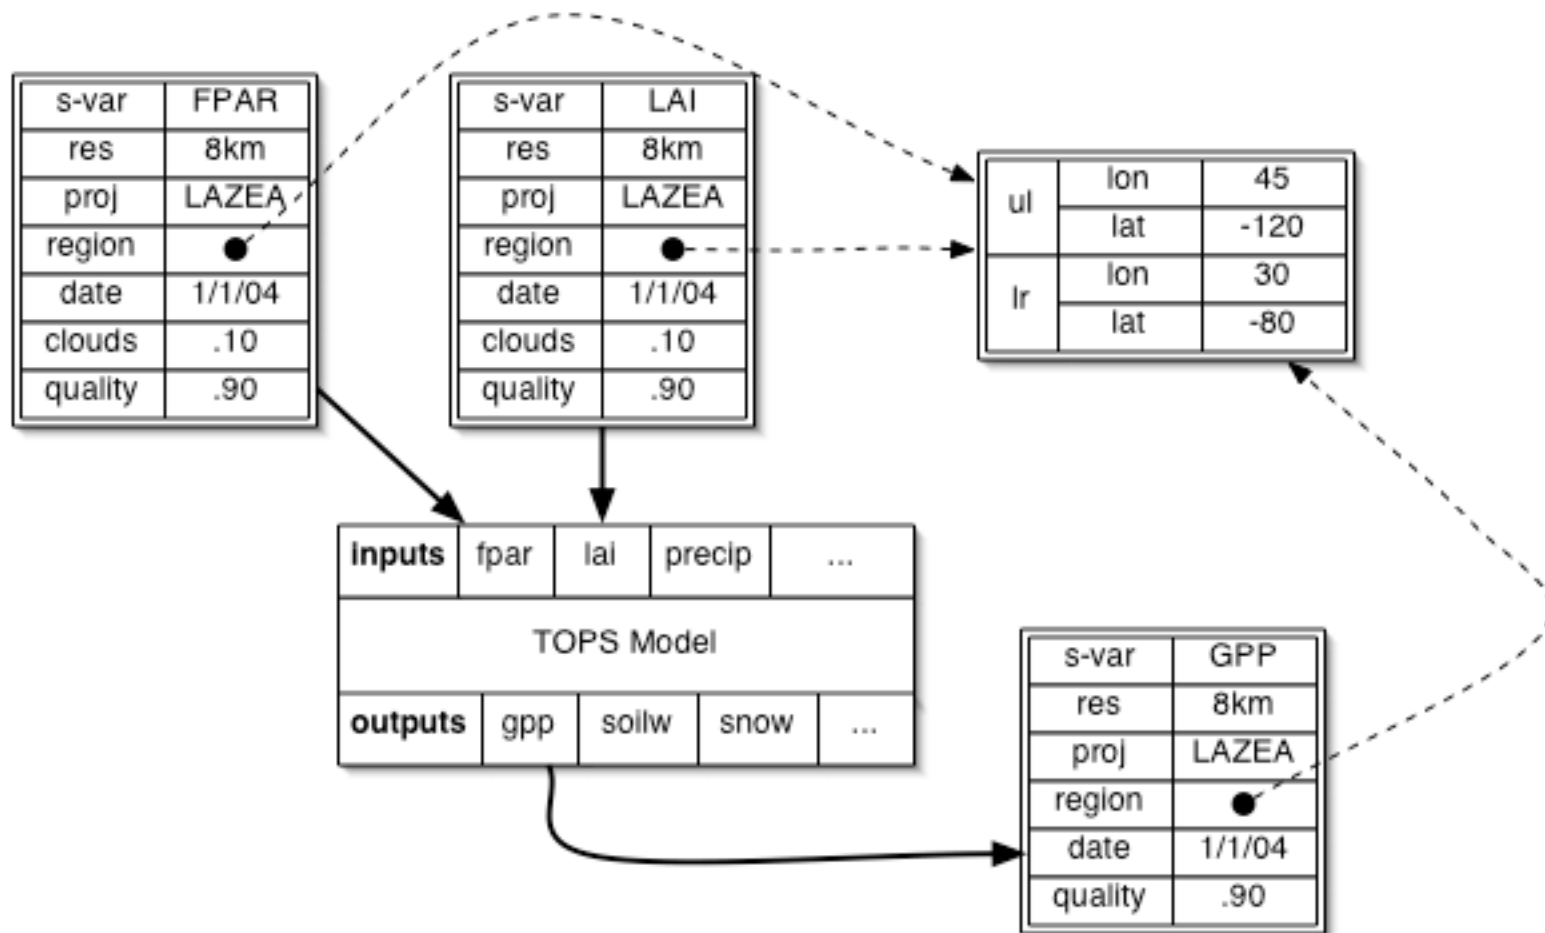 s-var FPAR
res 8km
proj LAZEA
region
date 1/1/04
clouds .10
quality .90
s-var LAI
res 8km
proj LAZEA
region
date 1/1/04
clouds .10
quality .90
ul lon 45
lat -120
lr lon 30
lat -80
inputs fpar lai precip ...
TOPS Model
outputs gpp soilw snow ...
s-var GPP
res 8km
proj LAZEA
region
date 1/1/04
quality .90